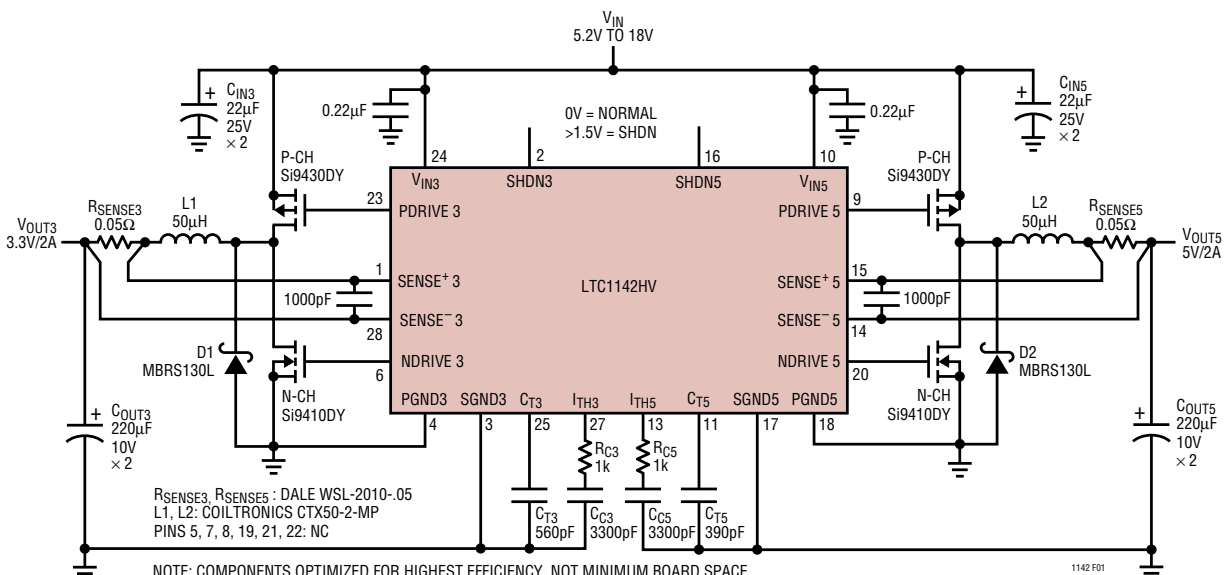 V_IN
5.2V TO 18V
+
C_IN3
22µF
25V
× 2
0.22µF
0V = NORMAL
>1.5V = SHDN
0.22µF
+
C_IN5
22µF
25V
× 2
P-CH
Si9430DY
24
2
16
10
P-CH
Si9430DY
V_IN3
SHDN3
SHDN5
V_IN5
23
PDRIVE 3
PDRIVE 5
9
V_OUT3
3.3V/2A
R_SENSE3
0.05Ω
L1
50µH
L2
50µH
R_SENSE5
0.05Ω
V_OUT5
5V/2A
1
SENSE+ 3
LTC1142HV
SENSE+ 5
15
1000pF
1000pF
SENSE− 3
SENSE− 5
28
14
D1
MBRS130L
NDRIVE 3
NDRIVE 5
D2
MBRS130L
6
20
N-CH
Si9410DY
N-CH
Si9410DY
PGND3
SGND3
C_T3
I_TH3
I_TH5
C_T5
SGND5
PGND5
4
3
25
27
13
11
17
18
+
C_OUT3
220µF
10V
× 2
R_C3
1k
R_C5
1k
+
C_OUT5
220µF
10V
× 2
C_T3
560pF
C_C3
3300pF
C_C5
3300pF
C_T5
390pF
R_SENSE3, R_SENSE5 : DALE WSL-2010-.05
L1, L2: COILTRONICS CTX50-2-MP
PINS 5, 7, 8, 19, 21, 22: NC
NOTE: COMPONENTS OPTIMIZED FOR HIGHEST EFFICIENCY, NOT MINIMUM BOARD SPACE
1142 F01